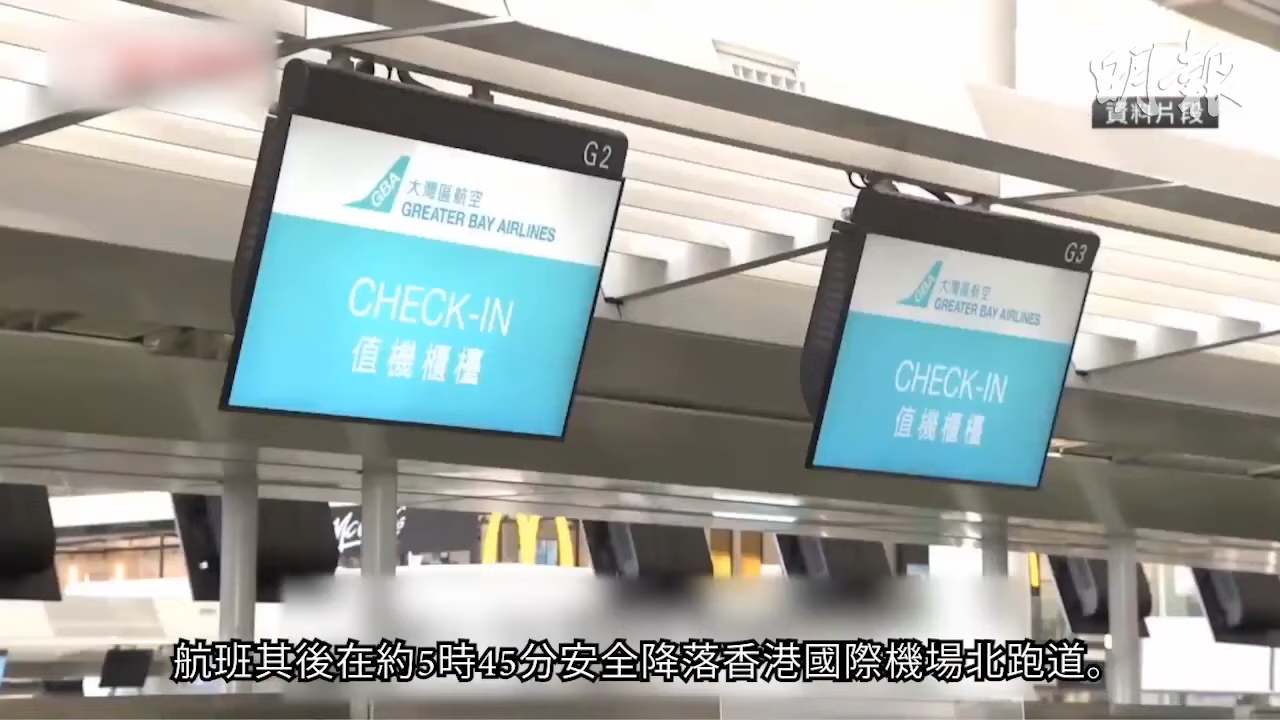 明報
資料片段
G2
GBA
大灣區航空
GREATER BAY AIRLINES
CHECK-IN
值機櫃檯
G3
GBA
大灣區航空
GREATER BAY AIRLINES
CHECK-IN
值機櫃檯
航班其後在約5時45分安全降落香港國際機場北跑道。